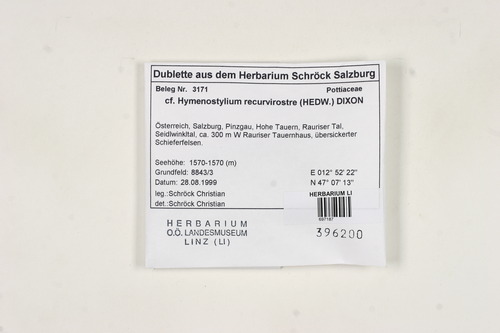 Dublette aus dem Herbarium Schröck Salzburg
Beleg Nr. 3171 Pottiaceae
cf. Hymenostylium recurvirostre (HEDW.) DIXON
Österreich, Salzburg, Pinzgau, Hohe Tauern, Rauriser Tal,
Seidlwinkltal, ca. 300 m W Rauriser Tauernhaus, übersickerter
Schieferfelsen.
Seehöhe: 1570-1570 (m) E 012° 52' 22"
Grundfeld: 8843/3 N 47° 07' 13"
Datum: 28.08.1999
leg.:Schröck Christian
det.:Schröck Christian
HERBARIUM LI
697187
HERBARIUM
O.Ö. LANDESMUSEUM
LINZ (LI)
396200